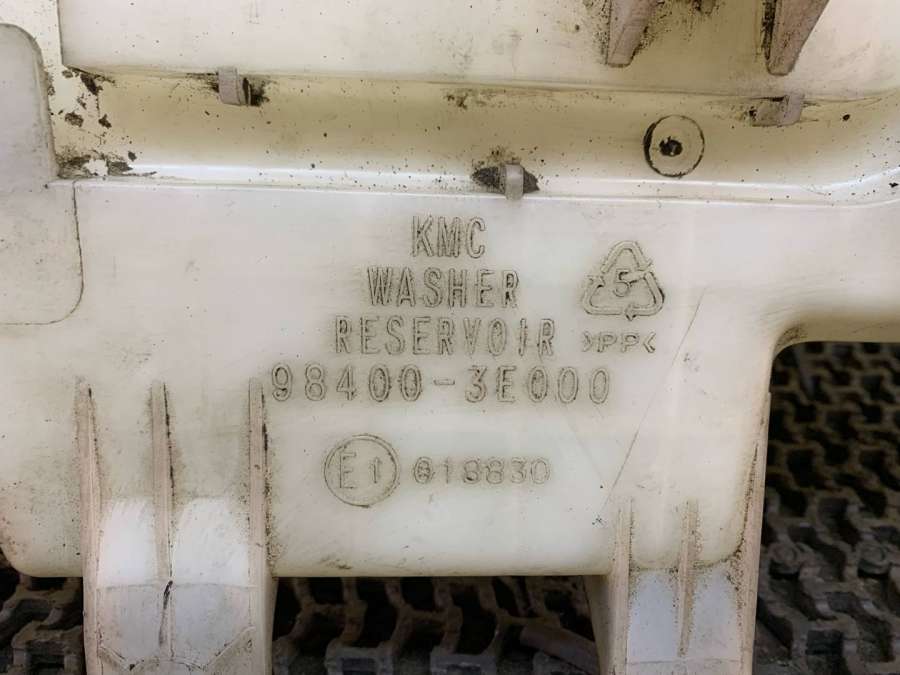 KMC
WASHER
RESERVOIR
5
>PP<
98400-3E000
E1 018830